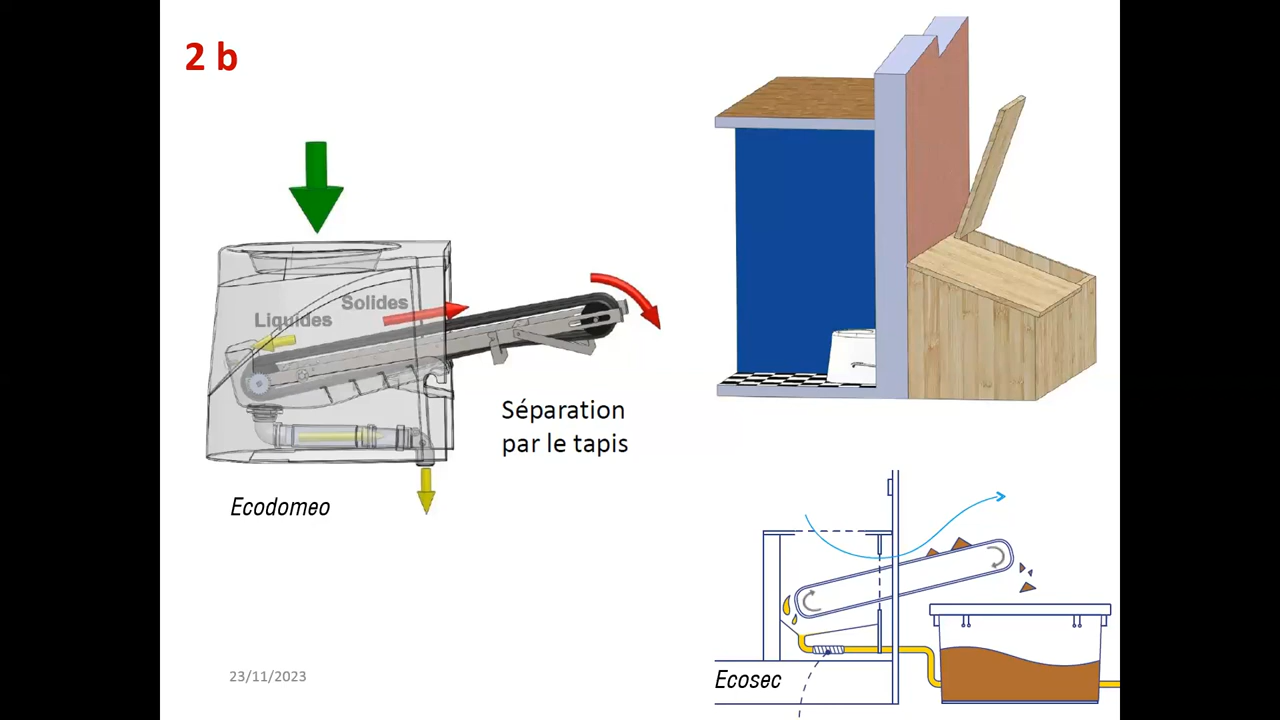 2 b
Solides
Liquides
Séparation
par le tapis
Ecodomeo
23/11/2023
Ecosec